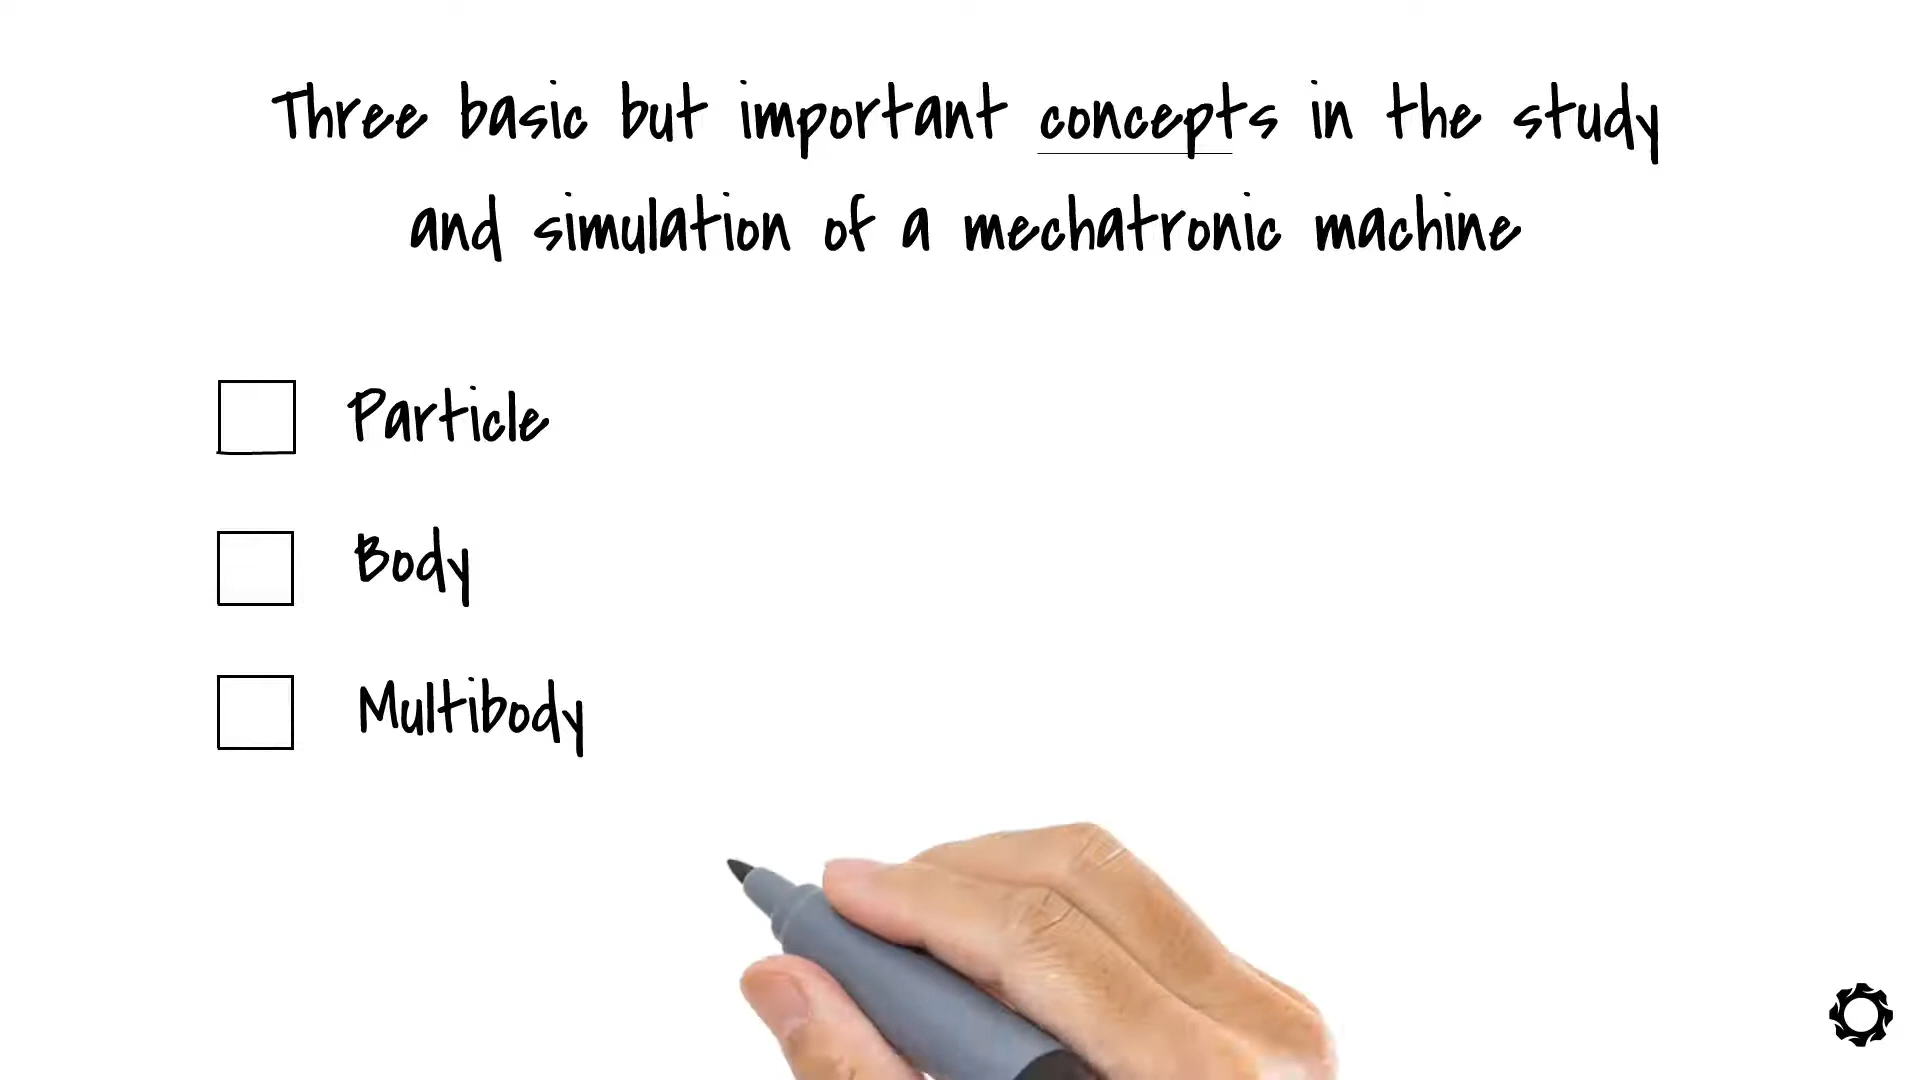 Three basic but important concepts in the study
and simulation of a mechatronic machine
Particle
Body
Multibody